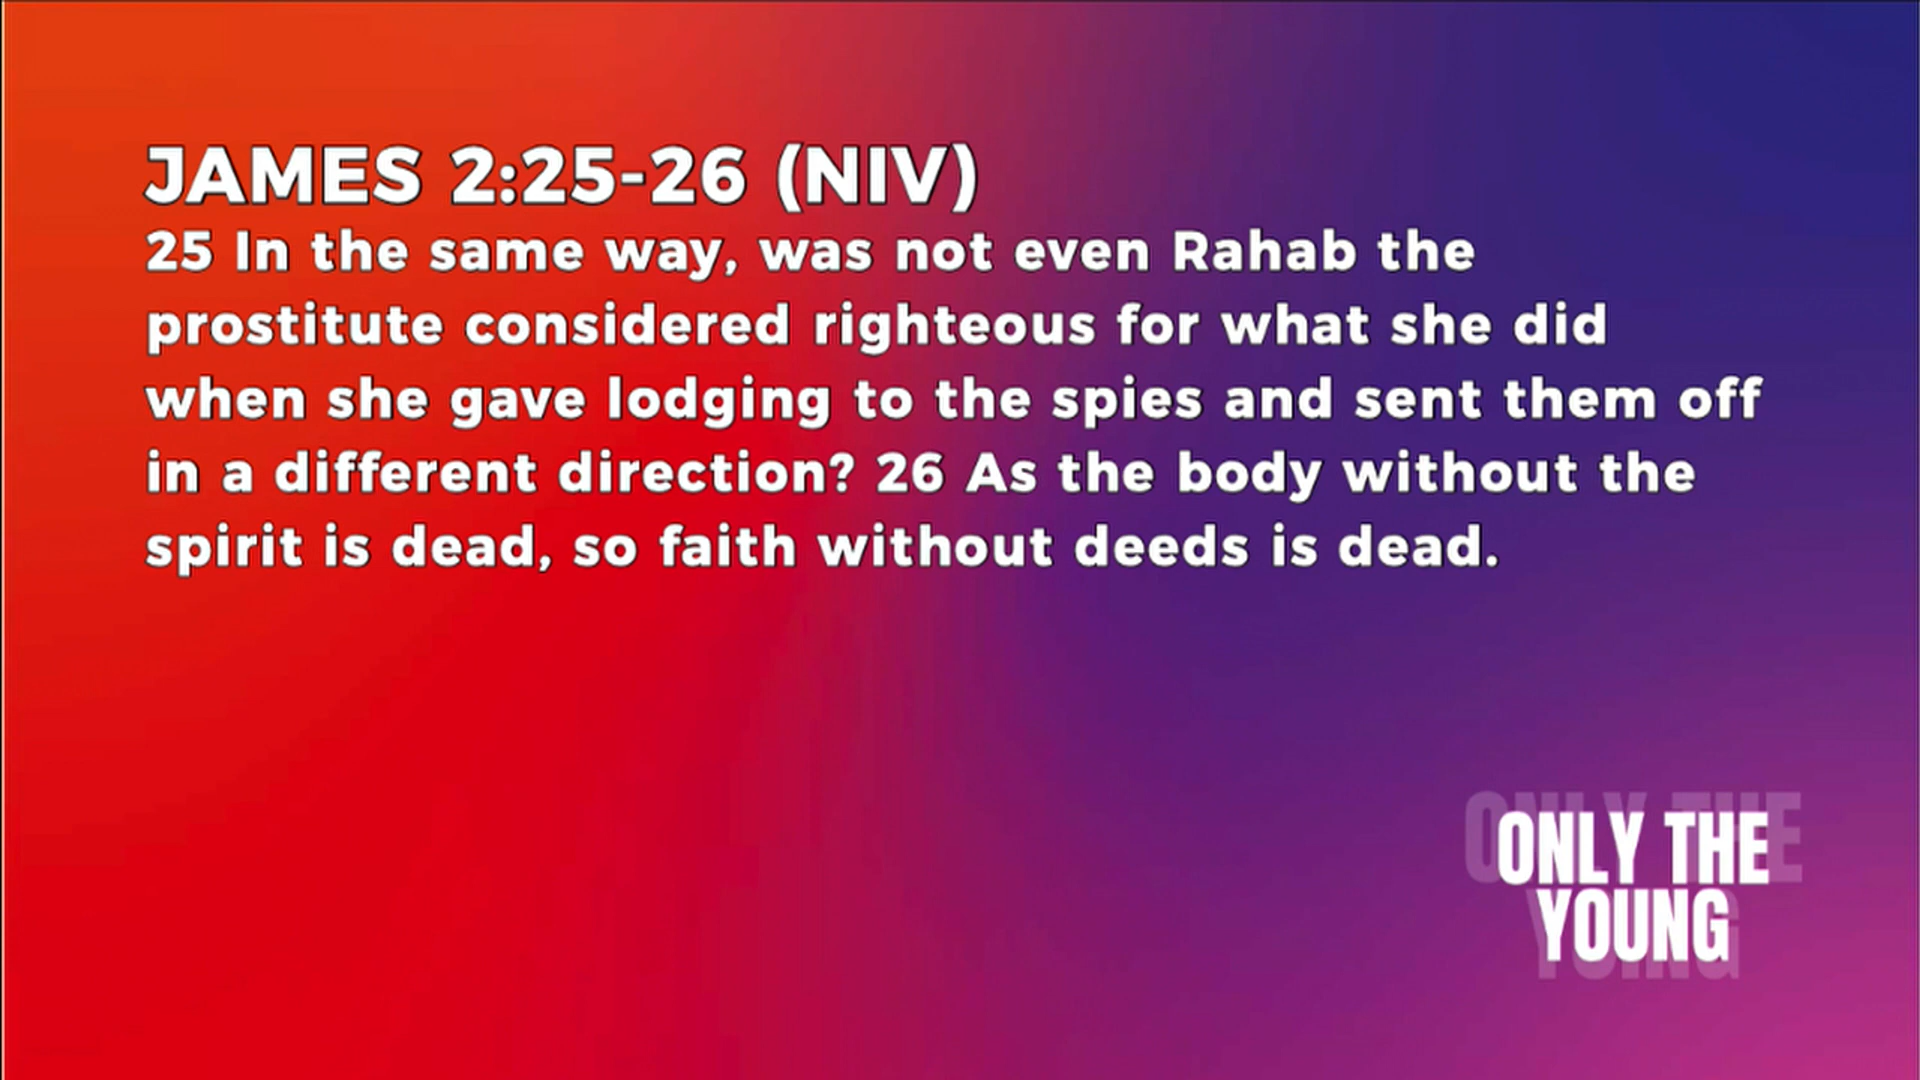 JAMES 2:25-26 (NIV)
25 In the same way, was not even Rahab the
prostitute considered righteous for what she did
when she gave lodging to the spies and sent them off
in a different direction? 26 As the body without the
spirit is dead, so faith without deeds is dead.
ONLY THE
YOUNG